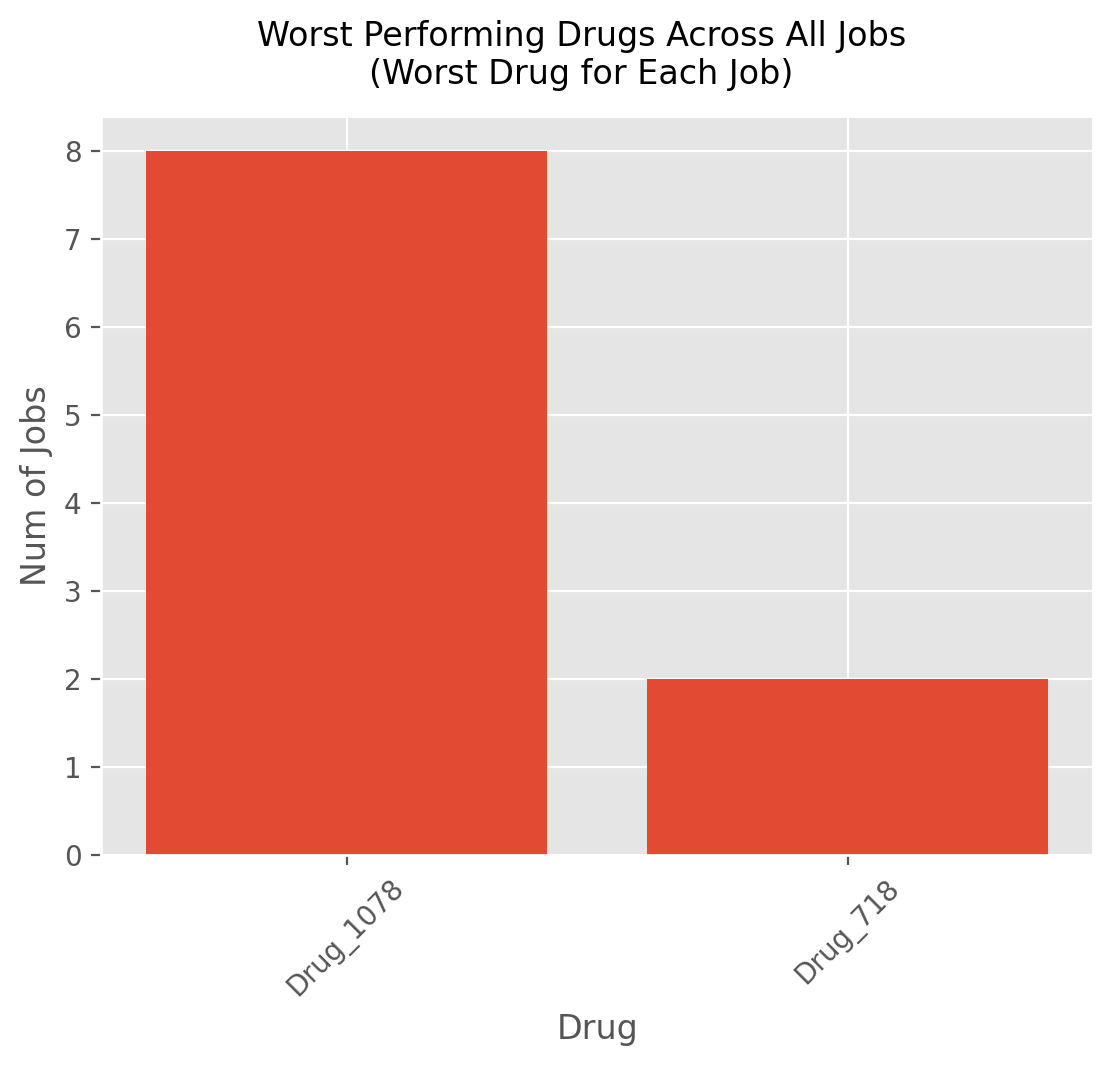 Worst Performing Drugs Across All Jobs
(Worst Drug for Each Job)
8
7
6
5
4
3
2
1
0
Num of Jobs
Drug_1078
Drug_718
Drug